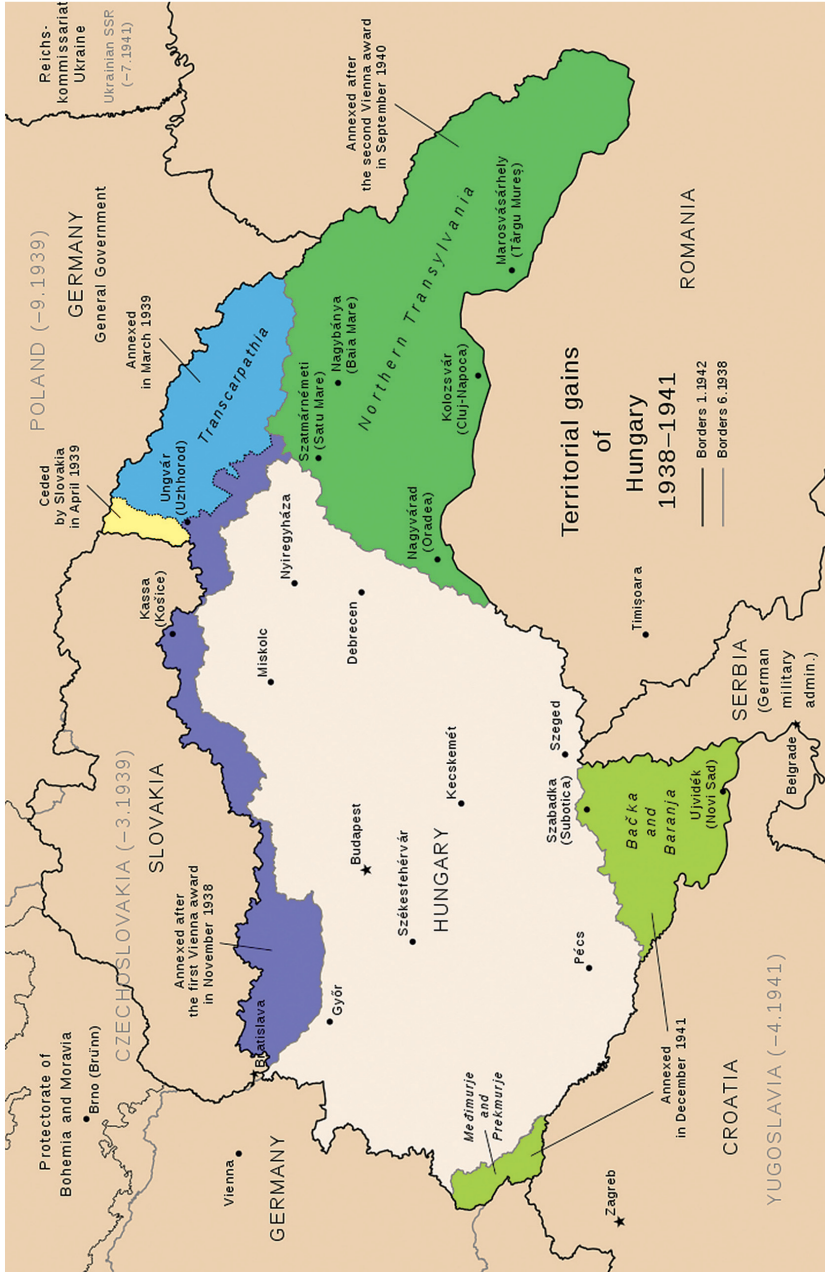 Protectorate of
Bohemia and Moravia
Brno (Brünn)
CZECHOSLOVAKIA (–3.1939)
SLOVAKIA
Annexed after
the first Vienna award
in November 1938
POLAND (–9.1939)
GERMANY
General Government
Reichs-
kommissariat
Ukraine
Ukrainian SSR
(–7.1941)
Ceded
by Slovakia
in April 1939
Annexed
in March 1939
Annexed after
the second Vienna award
in September 1940
Kassa
(Košice)
Ungvár
(Uzhhorod)
Transcarpathia
Vienna
Bratislava
GERMANY
Győr
Budapest
Miskolc
Nyiregyháza
Debrecen
Szatmárnémeti
(Satu Mare)
Nagybánya
(Baia Mare)
Northern Transylvania
Székesfehérvár
HUNGARY
Kecskemét
Nagyvárad
(Oradea)
Kolozsvár
(Cluj-Napoca)
Marosvásárhely
(Târgu Mureș)
Međimurje
and
Prekmurje
Pécs
Szeged
Szabadka
(Subotica)
Bačka
and
Baranja
Ujvidék
(Novi Sad)
Timișoara
Zagreb
Annexed
in December 1941
CROATIA
YUGOSLAVIA (–4.1941)
Belgrade
SERBIA
(German
military
admin.)
ROMANIA
Territorial gains
of
Hungary
1938–1941
Borders 1.1942
Borders 6.1938